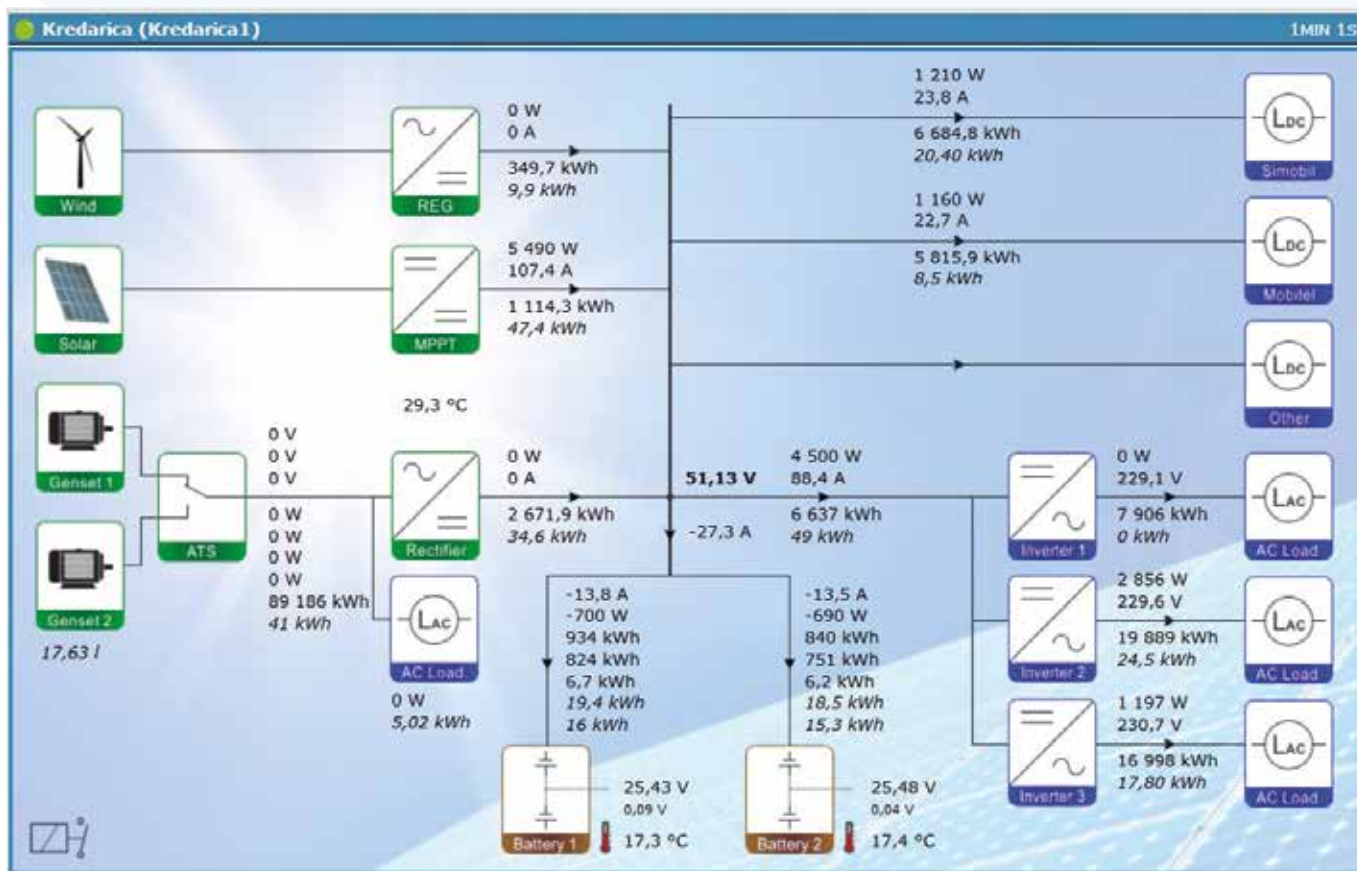 Kredarica (Kredarica1)
1MIN 1S
Wind
REG
0 W
0 A
349,7 kWh
9,9 kWh
1 210 W
23,8 A
6 684,8 kWh
20,40 kWh
LDC
Simobil
Solar
MPPT
5 490 W
107,4 A
1 114,3 kWh
47,4 kWh
1 160 W
22,7 A
5 815,9 kWh
8,5 kWh
LDC
Mobitel
LDC
Other
29,3 °C
Genset 1
Genset 2
17,63 l
ATS
0 V
0 V
0 V
0 W
0 W
0 W
0 W
89 186 kWh
41 kWh
Rectifier
0 W
0 A
2 671,9 kWh
34,6 kWh
LAC
AC Load
0 W
5,02 kWh
51,13 V
-27,3 A
4 500 W
88,4 A
6 637 kWh
49 kWh
Inverter 1
0 W
229,1 V
7 906 kWh
0 kWh
LAC
AC Load
Inverter 2
2 856 W
229,6 V
19 889 kWh
24,5 kWh
LAC
AC Load
Inverter 3
1 197 W
230,7 V
16 998 kWh
17,80 kWh
LAC
AC Load
-13,8 A
-700 W
934 kWh
824 kWh
6,7 kWh
19,4 kWh
16 kWh
Battery 1
25,43 V
0,09 V
17,3 °C
-13,5 A
-690 W
840 kWh
751 kWh
6,2 kWh
18,5 kWh
15,3 kWh
Battery 2
25,48 V
0,04 V
17,4 °C